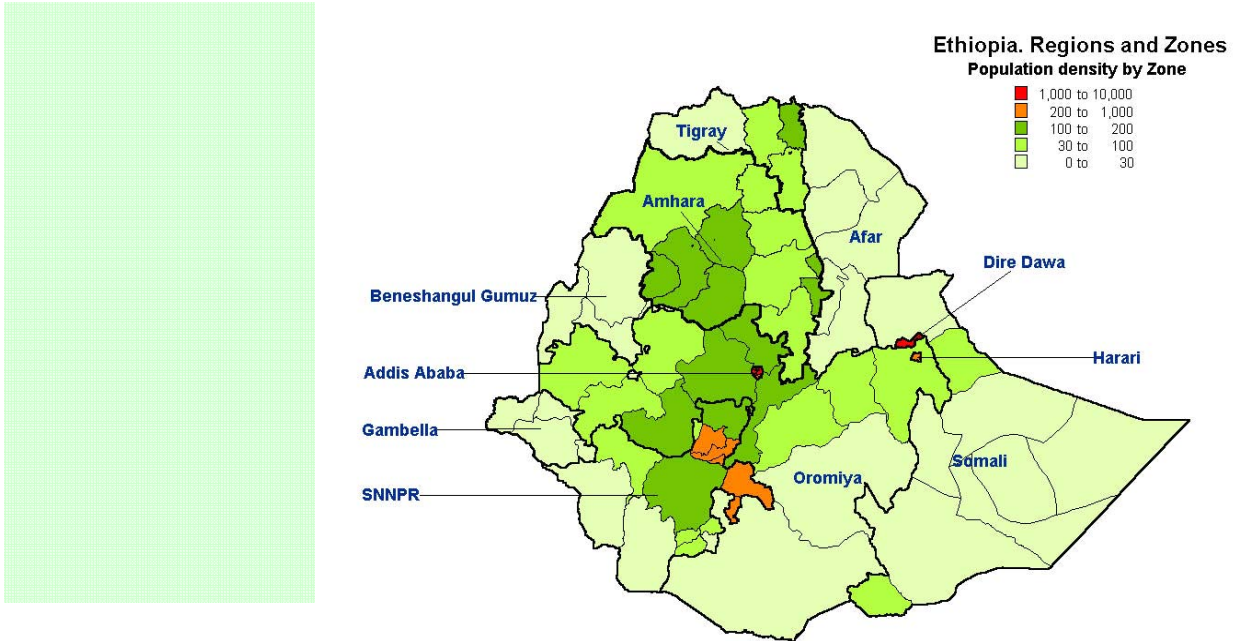 Ethiopia. Regions and Zones
Population density by Zone
1,000 to 10,000
200 to 1,000
100 to 200
30 to 100
0 to 30
Tigray
Amhara
Afar
Dire Dawa
Beneshangul Gumuz
Harari
Addis Ababa
Gambella
Somali
Oromiya
SNNPR